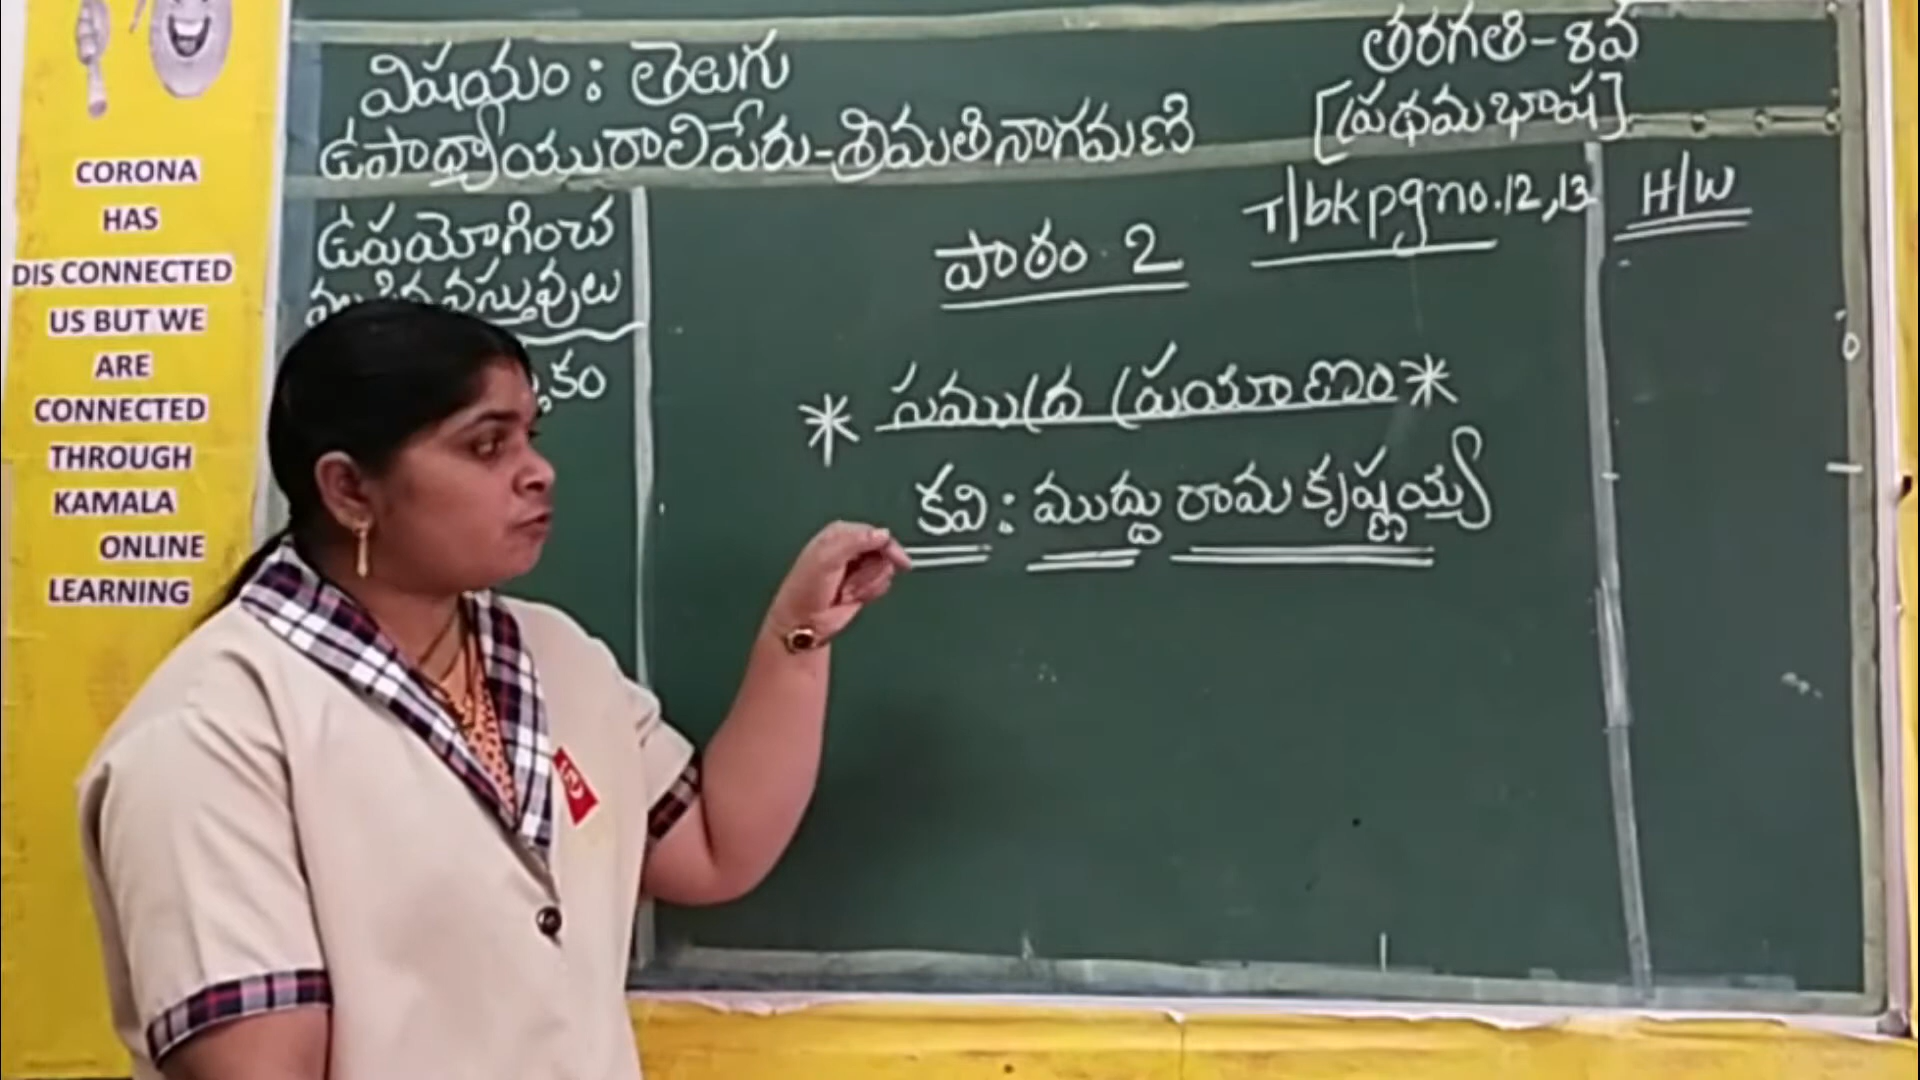 CORONA
HAS
DIS CONNECTED
US BUT WE
ARE
CONNECTED
THROUGH
KAMALA
ONLINE
LEARNING
విషయం : తెలుగు
తరగతి-8వ
ఉపాధ్యాయురాలిపేరు-శ్రీమతి నాగమణి
[ప్రథమ భాష]
ఉపయోగించ
వస్తువులు
పాఠం 2
T/bk pg no.12,13
H/W
* సముద్ర ప్రయాణం *
కవి : ముద్దు రామకృష్ణయ్య